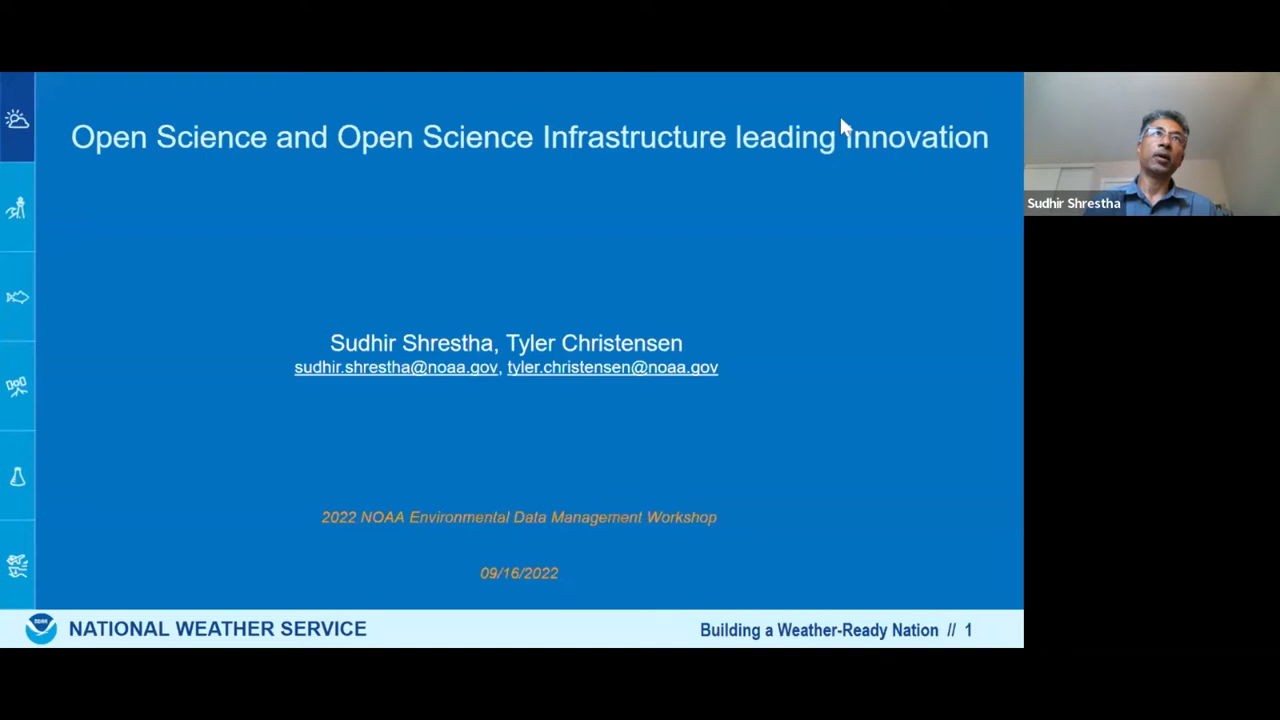 Open Science and Open Science Infrastructure leading Innovation
Sudhir Shrestha
Sudhir Shrestha, Tyler Christensen
sudhir.shrestha@noaa.gov, tyler.christensen@noaa.gov
2022 NOAA Environmental Data Management Workshop
09/16/2022
NOAA
NATIONAL WEATHER SERVICE
Building a Weather-Ready Nation // 1